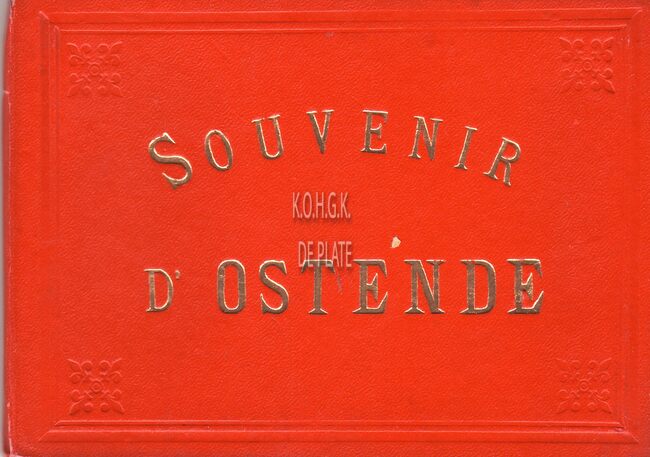 SOUVENIR
K.O.H.G.K.
DE PLATE
D' OSTENDE